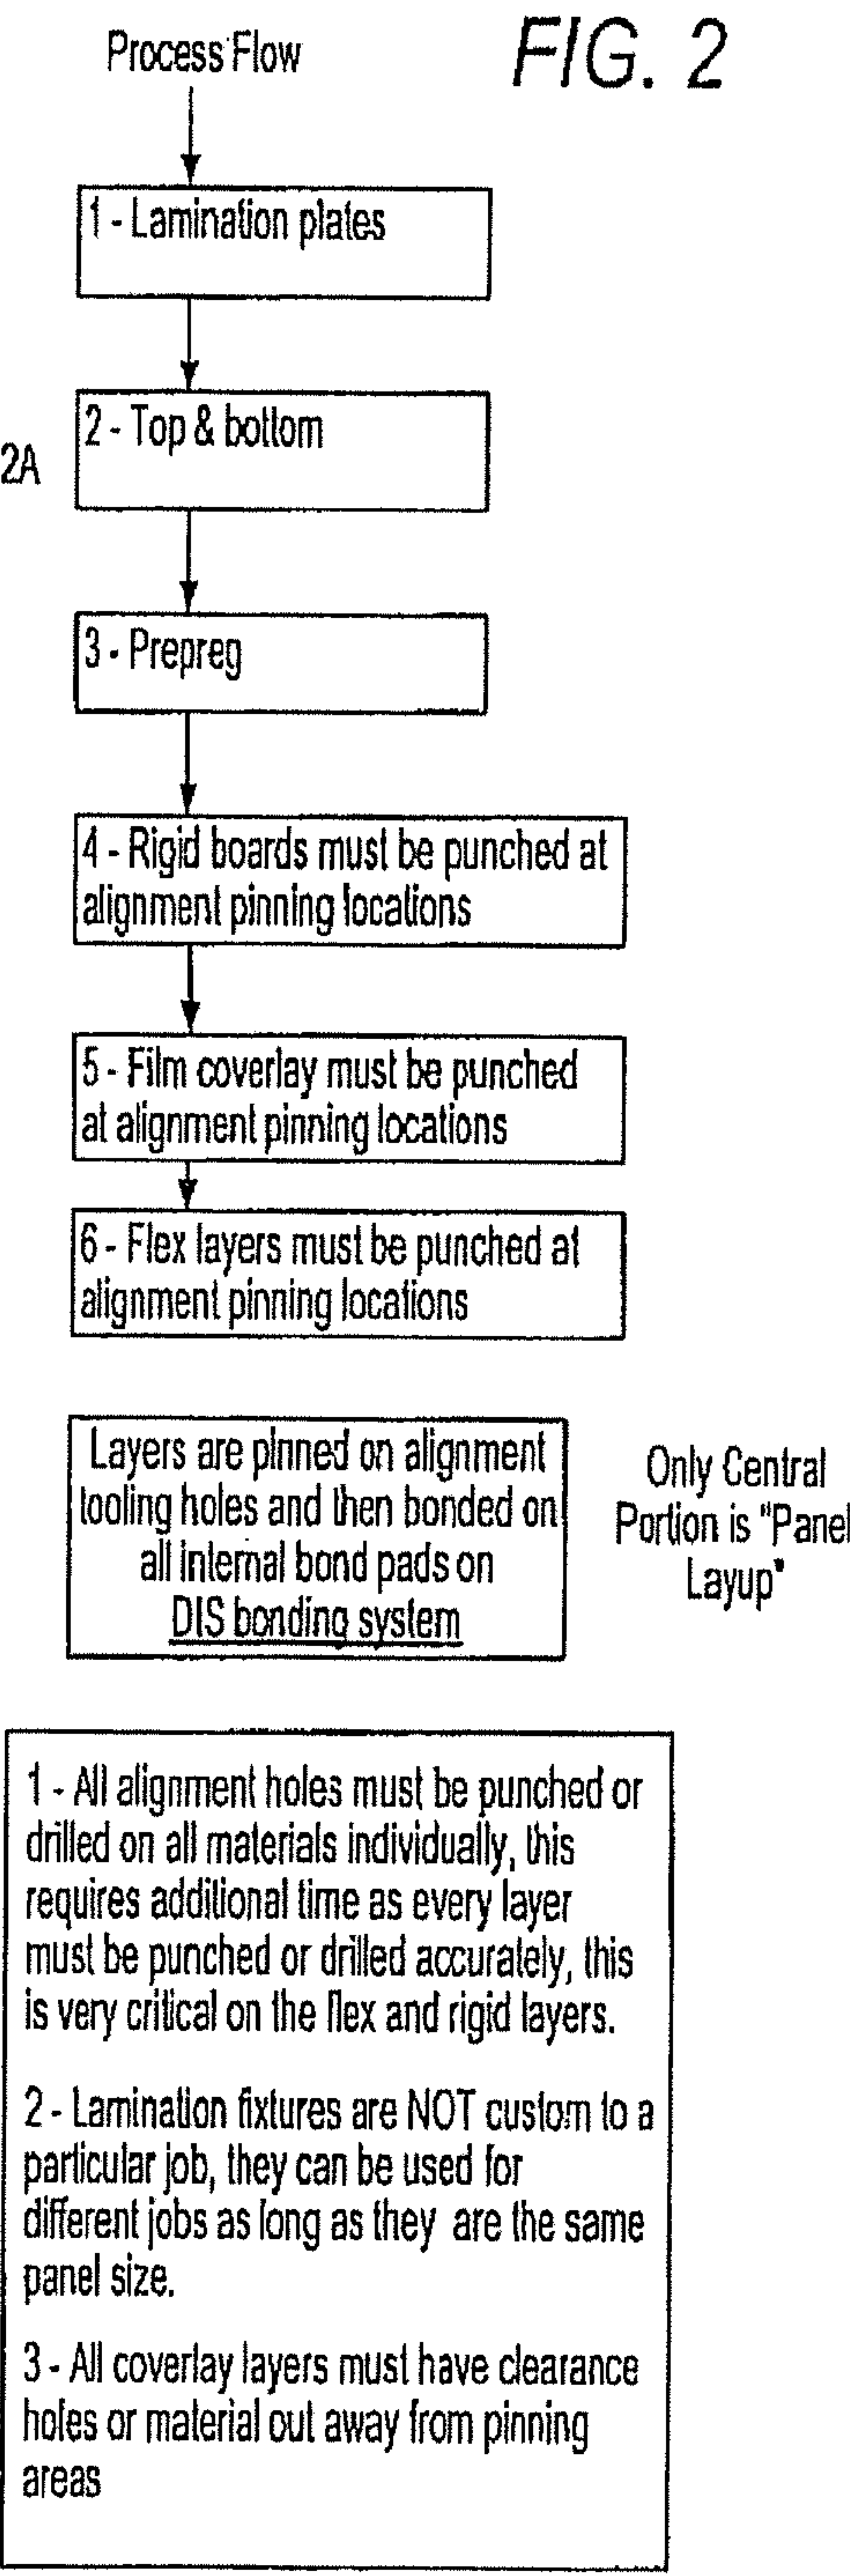 Process Flow
FIG. 2
1 - Lamination plates
2 - Top & bottom
2A
3 - Prepreg
4 - Rigid boards must be punched at
alignment pinning locations
5 - Film coverlay must be punched
at alignment pinning locations
6 - Flex layers must be punched at
alignment pinning locations
Layers are pinned on alignment
tooling holes and then bonded on
all internal bond pads on
DIS bonding system
Only Central
Portion is "Panel
Layup"
1 - All alignment holes must be punched or
drilled on all materials individually, this
requires additional time as every layer
must be punched or drilled accurately, this
is very critical on the flex and rigid layers.
2 - Lamination fixtures are NOT custom to a
particular job, they can be used for
different jobs as long as they are the same
panel size.
3 - All coverlay layers must have clearance
holes or material out away from pinning
areas